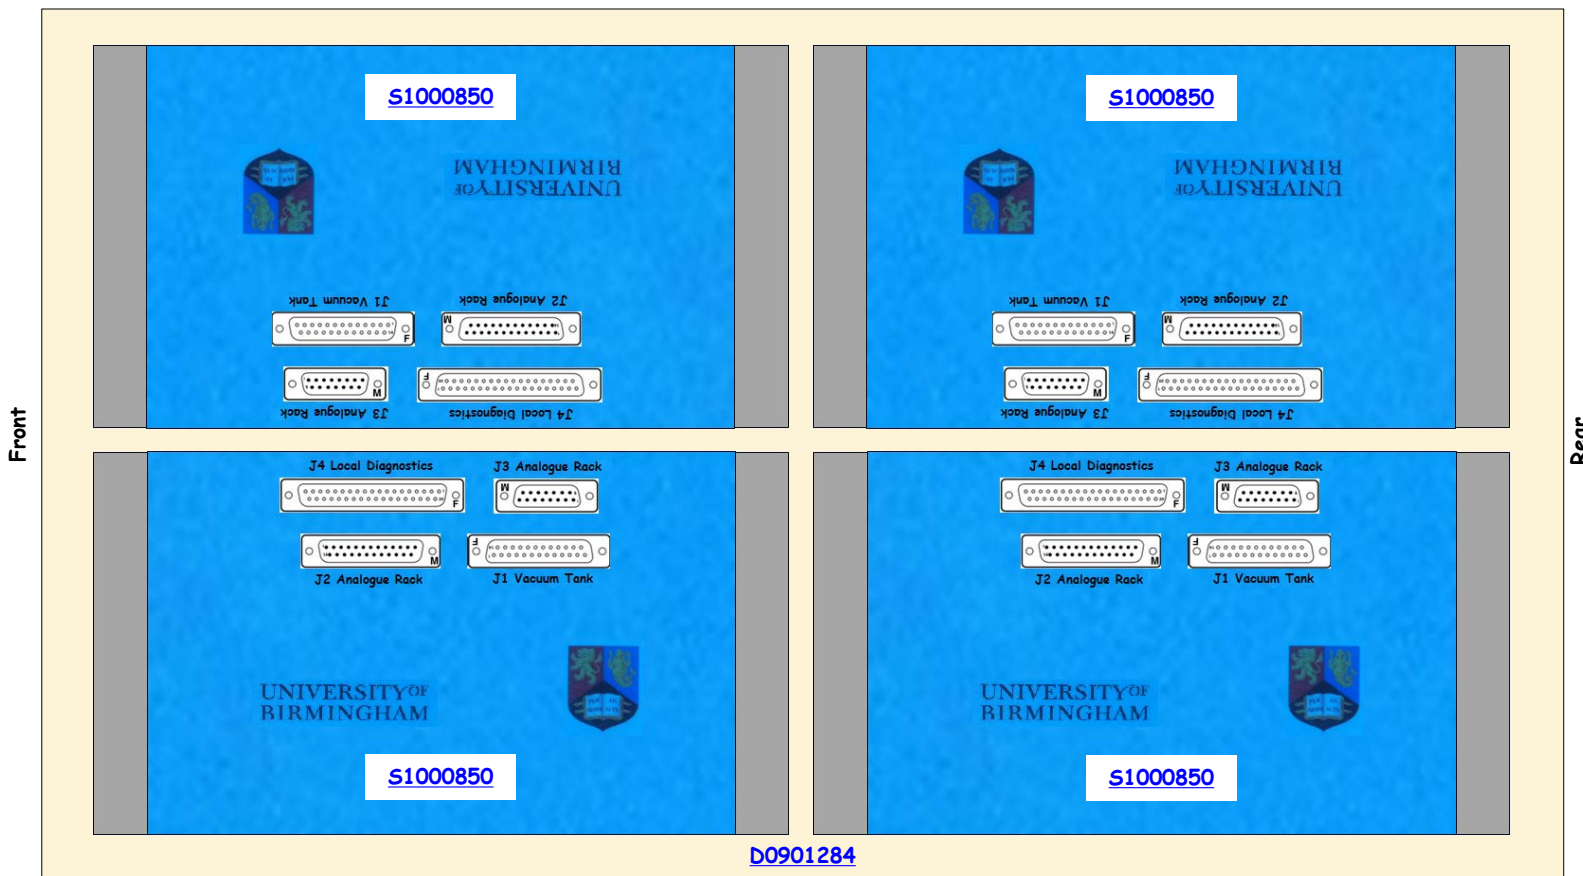 S1000850
S1000850
UNIVERSITY OF
BIRMINGHAM
UNIVERSITY OF
BIRMINGHAM
J1 Vacuum Tank
J2 Analogue Rack
J1 Vacuum Tank
J2 Analogue Rack
F
M
F
M
M
F
M
F
J3 Analogue Rack
J4 Local Diagnostics
J3 Analogue Rack
J4 Local Diagnostics
Front
Rear
J4 Local Diagnostics
J3 Analogue Rack
J4 Local Diagnostics
J3 Analogue Rack
F
M
F
M
M
F
M
F
J2 Analogue Rack
J1 Vacuum Tank
J2 Analogue Rack
J1 Vacuum Tank
UNIVERSITY OF
BIRMINGHAM
UNIVERSITY OF
BIRMINGHAM
S1000850
S1000850
D0901284